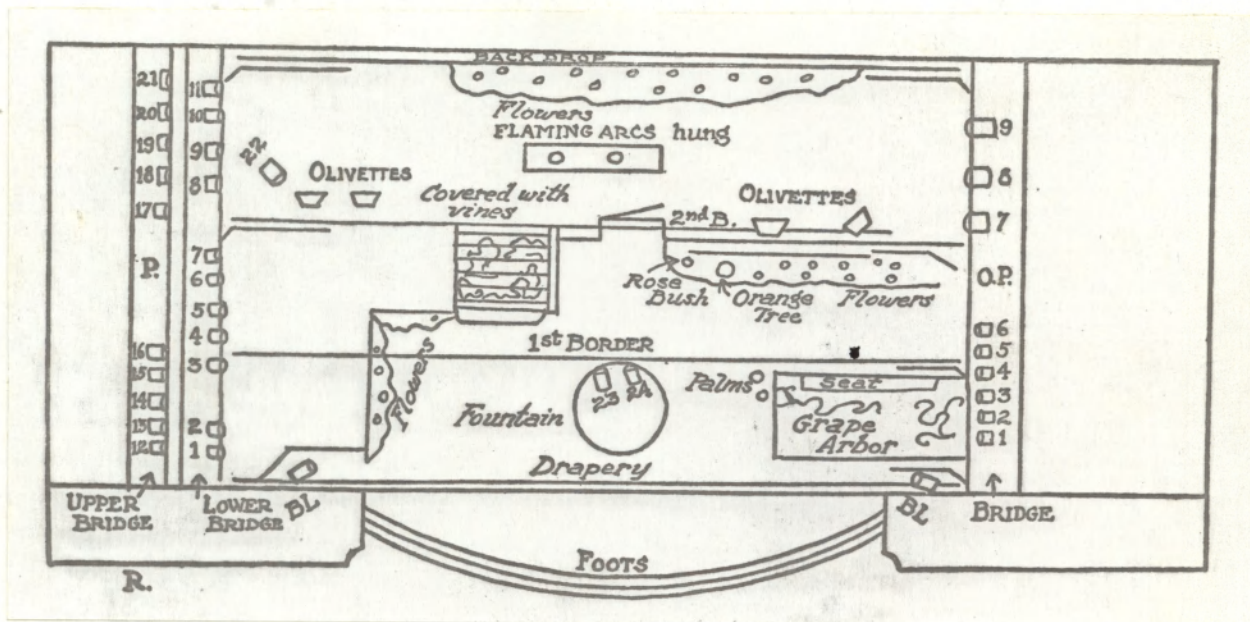 BACK DROP
Flowers
FLAMING ARCS hung
21
20
19
18
17
P.
16
15
14
13
12
11
10
9
8
7
6
5
4
3
2
1
22
OLIVETTES
Covered with
vines
2nd B.
OLIVETTES
9
8
7
O.P.
6
5
4
3
2
1
Rose
Bush
Orange
Tree
Flowers
1st BORDER
Flowers
Fountain
23
24
Palms
Seat
Grape
Arbor
Drapery
UPPER
BRIDGE
LOWER
BRIDGE
BL
BL
BRIDGE
FOOTS
R.